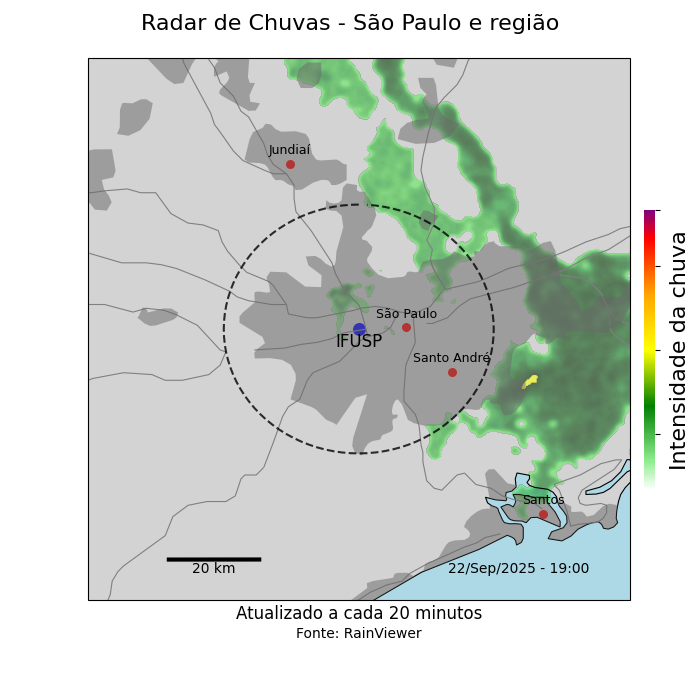 Radar de Chuvas - São Paulo e região
Jundiaí
São Paulo
IFUSP
Santo André
Santos
20 km
22/Sep/2025 - 19:00
Intensidade da chuva
Atualizado a cada 20 minutos
Fonte: RainViewer